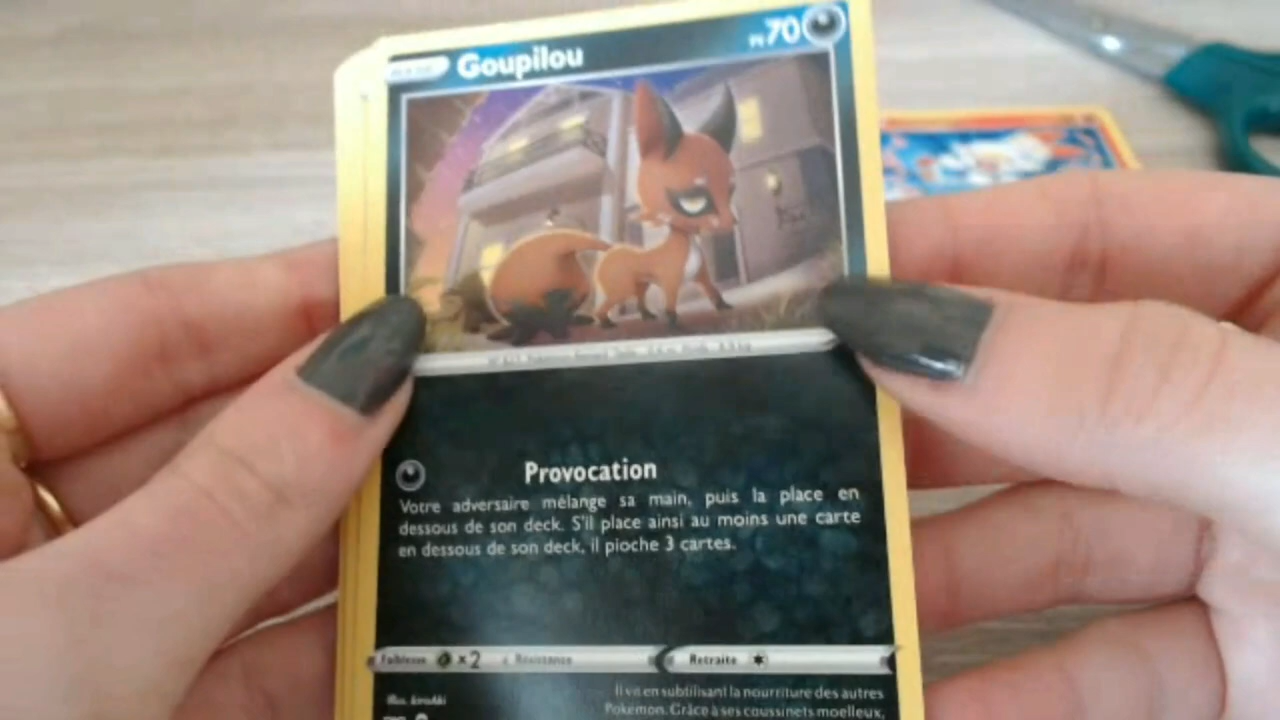 Goupilou
PV 70
Provocation
Votre adversaire mélange sa main, puis la place en
dessous de son deck. S'il place ainsi au moins une carte
en dessous de son deck, il pioche 3 cartes.
Faiblesse ×2 Résistance Retraite
Illus.
Il vit en subtilisant la nourriture des autres
Pokémon. Grâce à ses coussinets moelleux,